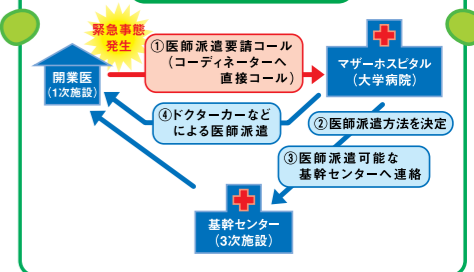 緊急事態
発生
①医師派遣要請コール
(コーディネーターへ
直接コール)
マザーホスピタル
(大学病院)
開業医
(1次施設)
④ドクターカーなど
による医師派遣
②医師派遣方法を決定
③医師派遣可能な
基幹センターへ連絡
基幹センター
(3次施設)